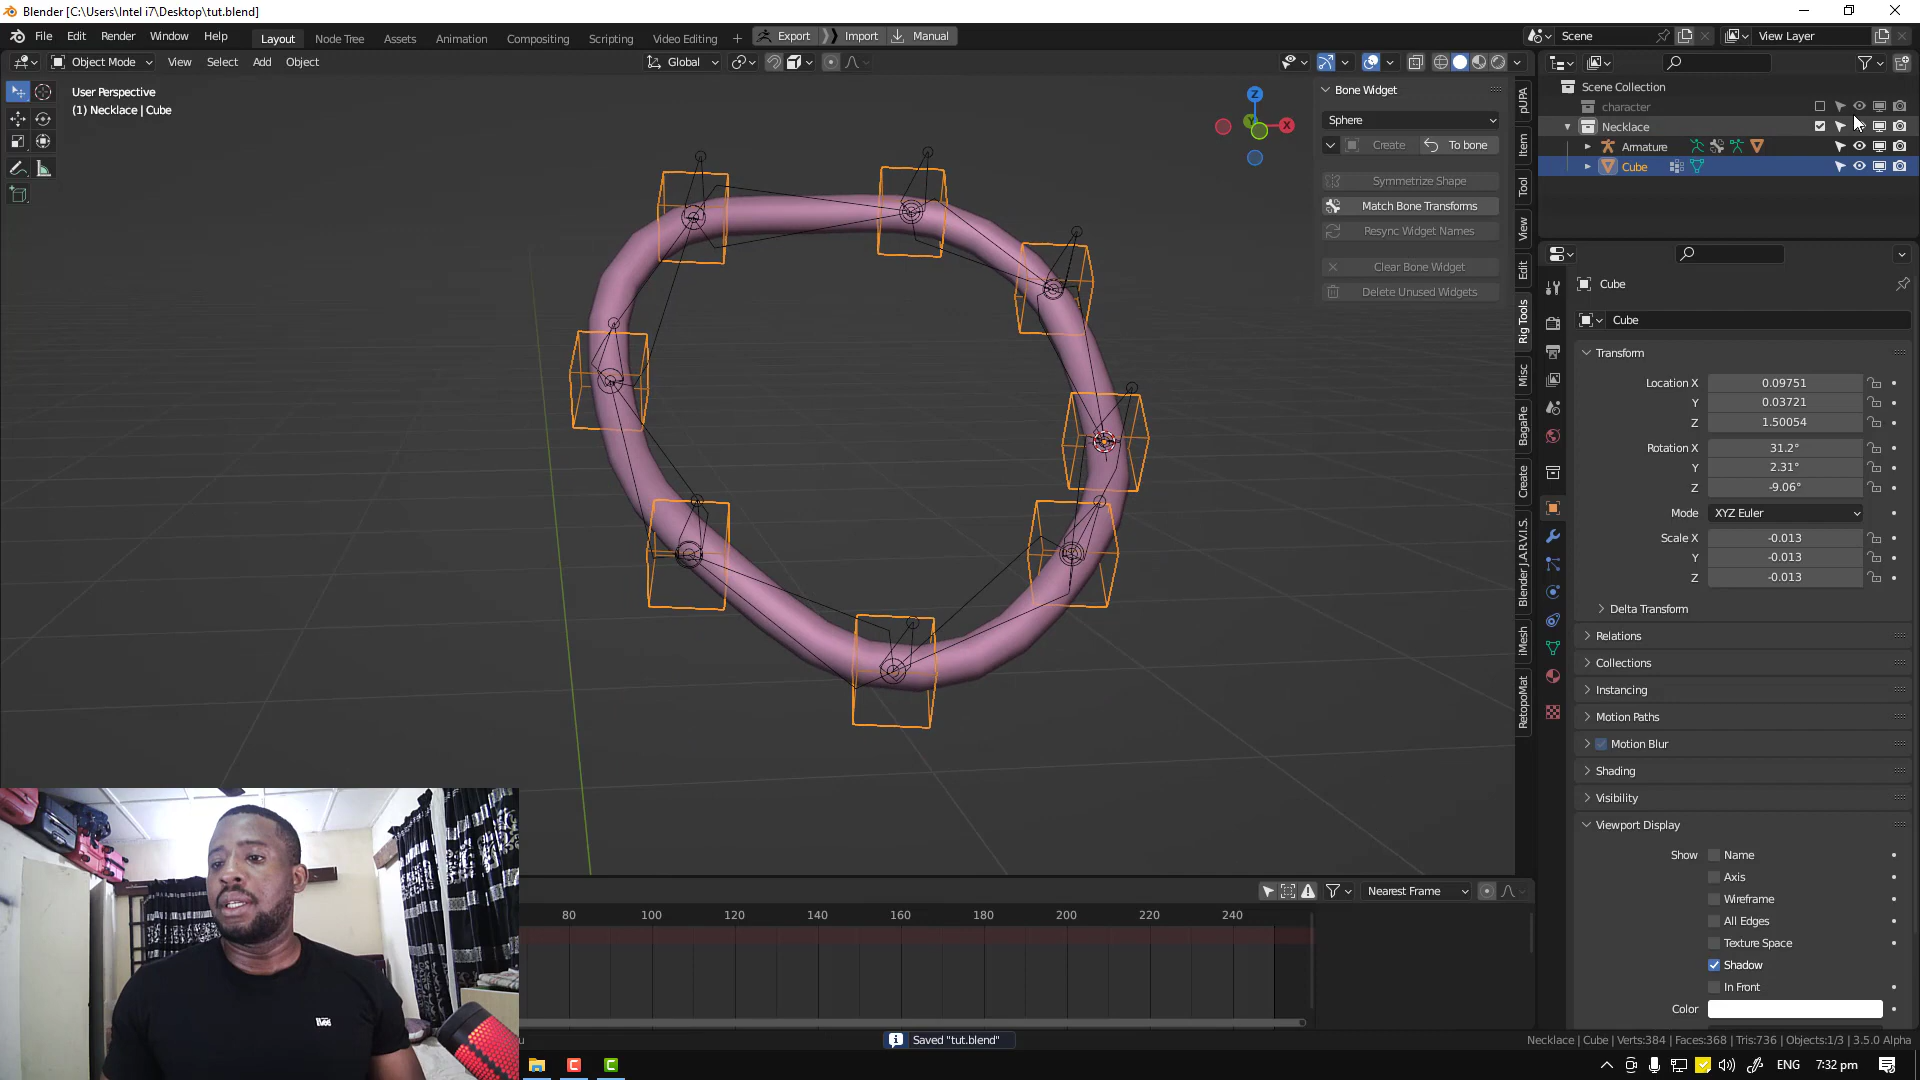 Blender [C:\Users\Intel i7\Desktop\tut.blend]
File Edit Render Window Help Layout Node Tree Assets Animation Compositing Scripting Video Editing + Export Import Manual Scene View Layer
Object Mode View Select Add Object Global
User Perspective
(1) Necklace | Cube
Z
X
Y
Bone Widget
Sphere
Create To bone
Symmetrize Shape
Match Bone Transforms
Resync Widget Names
Clear Bone Widget
Delete Unused Widgets
pUPA
Item
Tool
View
Edit
Rig Tools
Misc
BagaPie
Create
Blender J.A.R.V.I.S.
iMesh
RetopoMat
Scene Collection
character
Necklace
Armature
Cube
Cube
Cube
Transform
Location X 0.09751
Y 0.03721
Z 1.50054
Rotation X 31.2°
Y 2.31°
Z -9.06°
Mode XYZ Euler
Scale X -0.013
Y -0.013
Z -0.013
Delta Transform
Relations
Collections
Instancing
Motion Paths
Motion Blur
Shading
Visibility
Viewport Display
Show Name
Axis
Wireframe
All Edges
Texture Space
Shadow
In Front
Color
Nearest Frame
80 100 120 140 160 180 200 220 240
Saved "tut.blend"
Necklace | Cube | Verts:384 | Faces:368 | Tris:736 | Objects:1/3 | 3.5.0 Alpha
ENG 7:32 pm